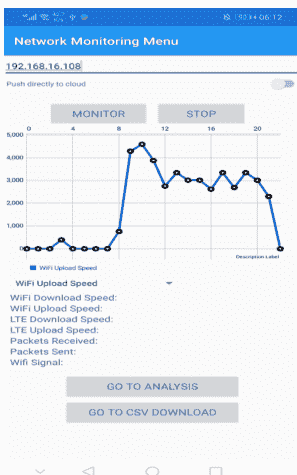 06:12
Network Monitoring Menu
192.168.16.108
Push directly to cloud
MONITOR STOP
0 4 8 12 16 20
5,000
4,000
3,000
2,000
1,000
0
Description Label
WiFi Upload Speed
WiFi Upload Speed
WiFi Download Speed:
WiFi Upload Speed:
LTE Download Speed:
LTE Upload Speed:
Packets Received:
Packets Sent:
Wifi Signal:
GO TO ANALYSIS
GO TO CSV DOWNLOAD